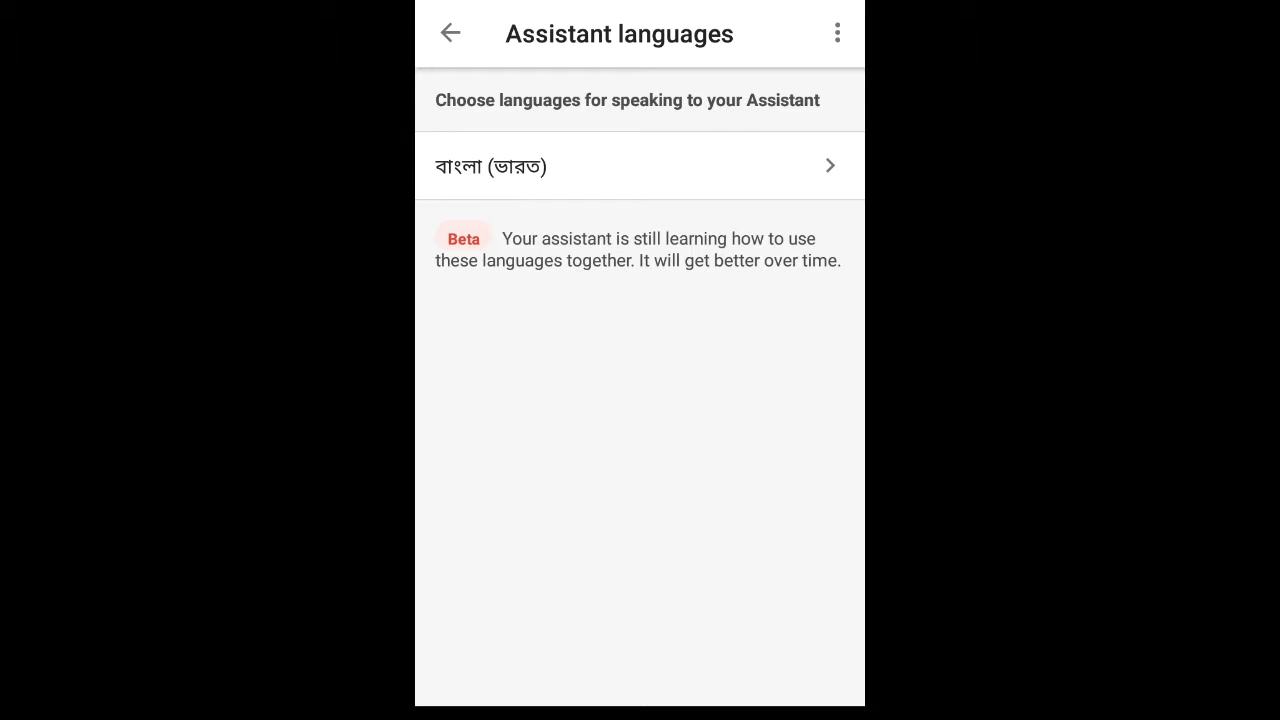 Assistant languages
Choose languages for speaking to your Assistant
বাংলা (ভারত)
Beta Your assistant is still learning how to use
these languages together. It will get better over time.